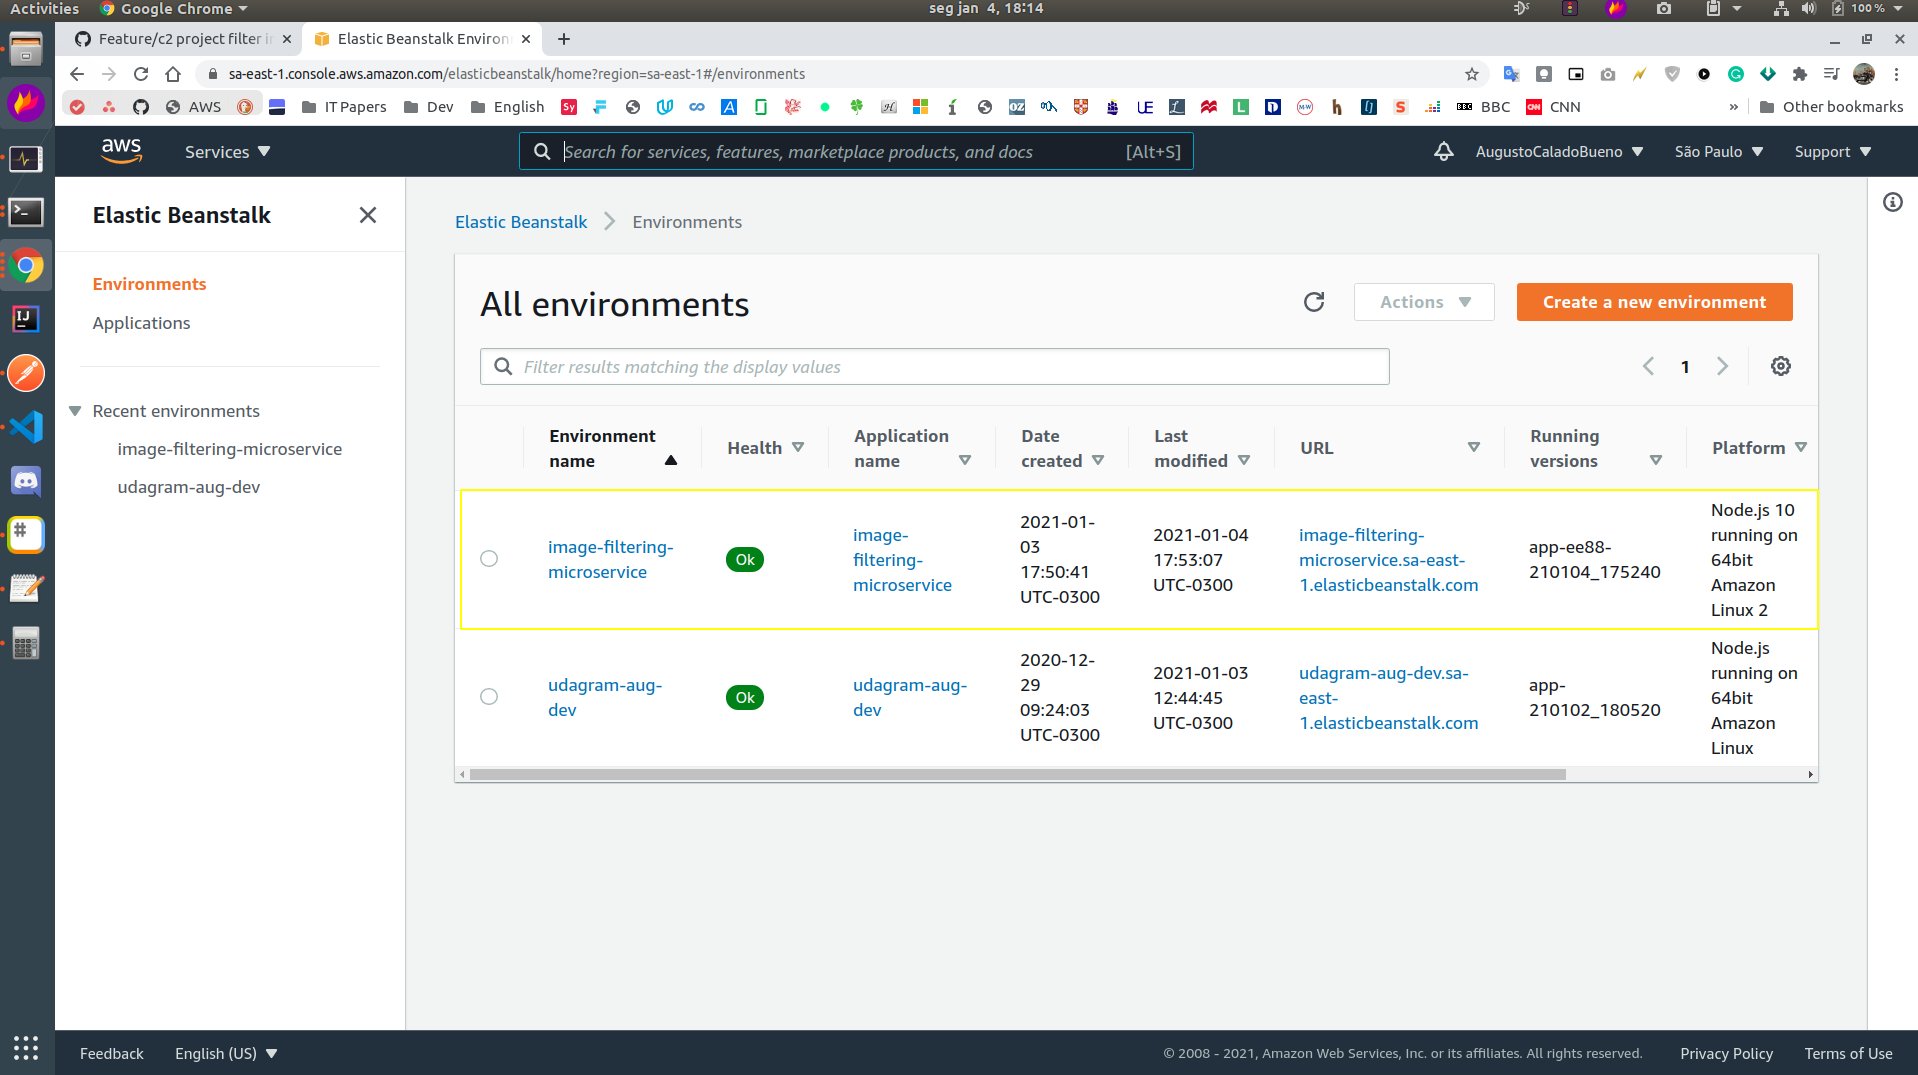 Activities
Google Chrome
seg jan 4, 18:14
100 %
Feature/c2 project filter i
Elastic Beanstalk Environ
sa-east-1.console.aws.amazon.com/elasticbeanstalk/home?region=sa-east-1#/environments
AWS
IT Papers
Dev
English
BBC
CNN
»
Other bookmarks
aws
Services
Search for services, features, marketplace products, and docs
[Alt+S]
AugustoCaladoBueno
São Paulo
Support
Elastic Beanstalk
Environments
Applications
Recent environments
image-filtering-microservice
udagram-aug-dev
Elastic Beanstalk
Environments
All environments
Actions
Create a new environment
Filter results matching the display values
1
Environment
name
Health
Application
name
Date
created
Last
modified
URL
Running
versions
Platform
image-filtering-
microservice
Ok
image-
filtering-
microservice
2021-01-
03
17:50:41
UTC-0300
2021-01-04
17:53:07
UTC-0300
image-filtering-
microservice.sa-east-
1.elasticbeanstalk.com
app-ee88-
210104_175240
Node.js 10
running on
64bit
Amazon
Linux 2
udagram-aug-
dev
Ok
udagram-aug-
dev
2020-12-
29
09:24:03
UTC-0300
2021-01-03
12:44:45
UTC-0300
udagram-aug-dev.sa-
east-
1.elasticbeanstalk.com
app-
210102_180520
Node.js
running on
64bit
Amazon
Linux
Feedback
English (US)
© 2008 - 2021, Amazon Web Services, Inc. or its affiliates. All rights reserved.
Privacy Policy
Terms of Use